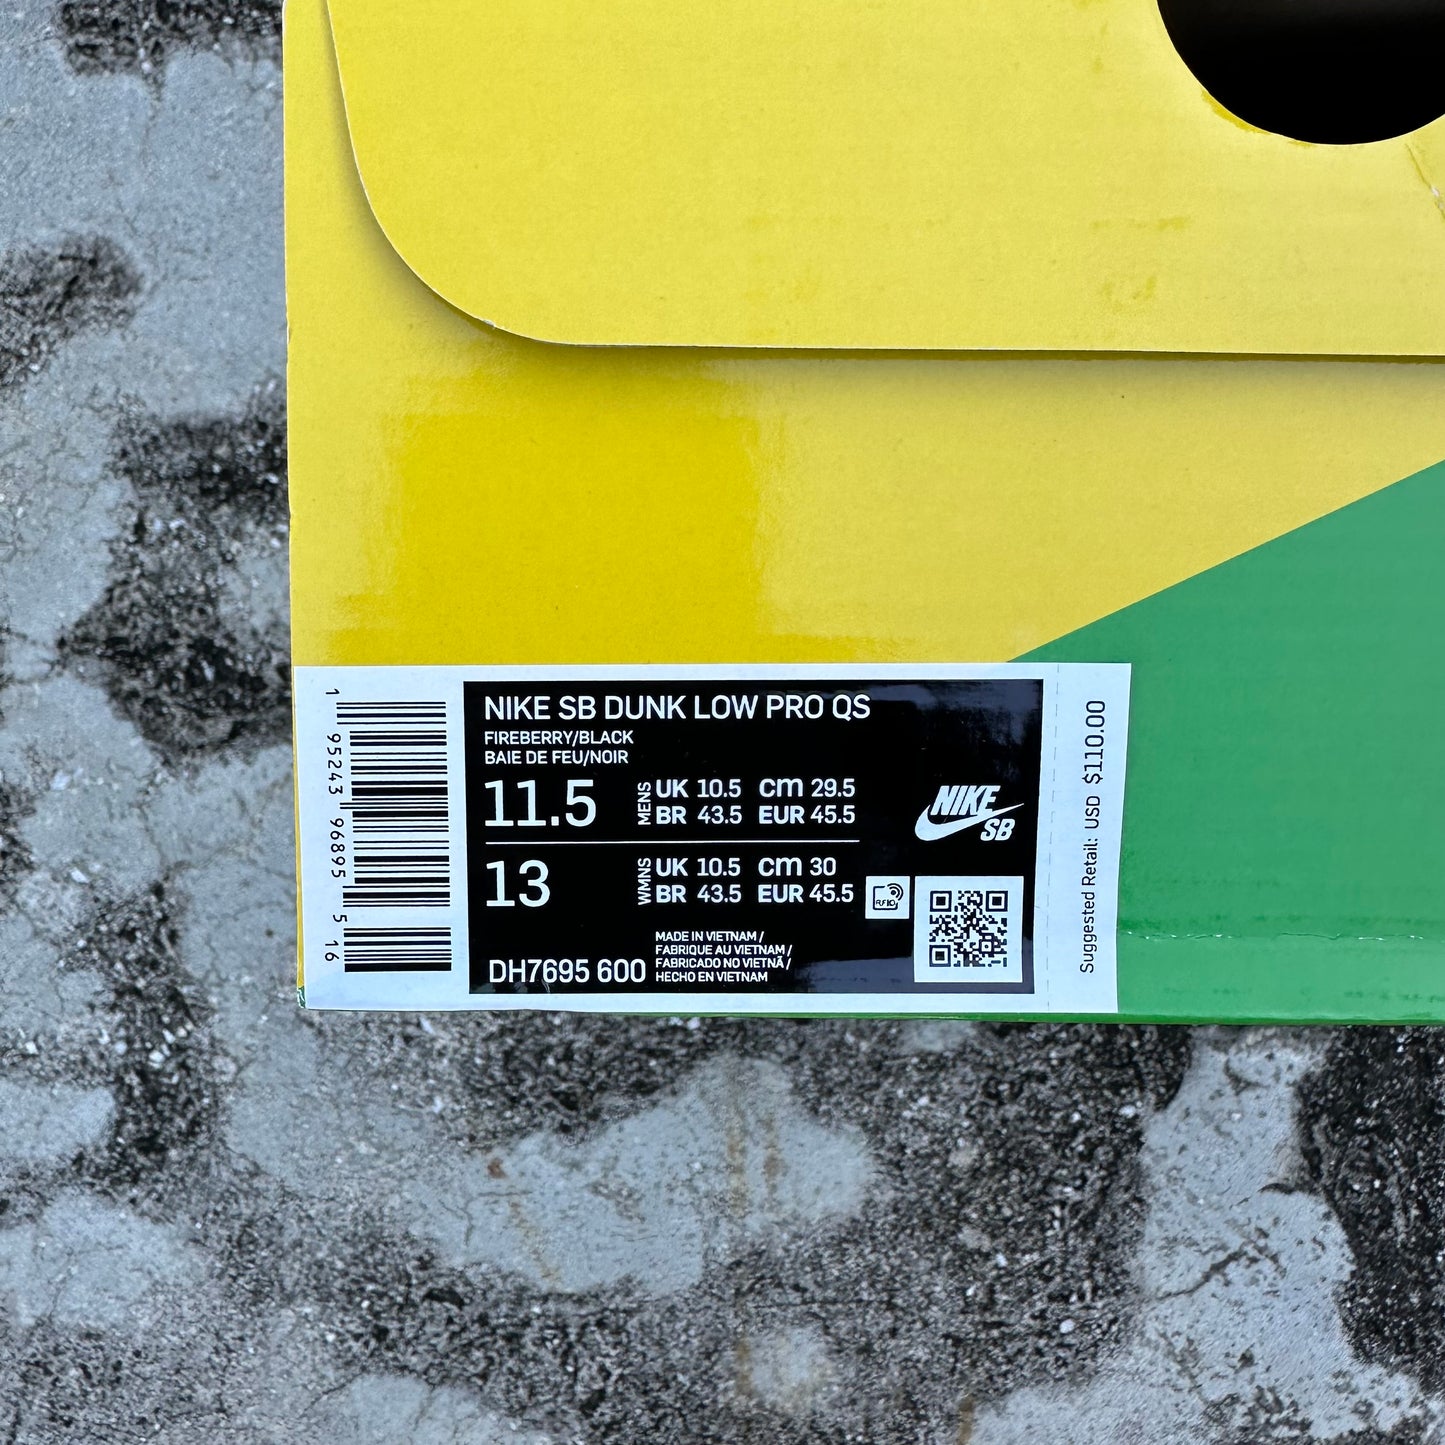 NIKE SB DUNK LOW PRO QS
FIREBERRY/BLACK
BAIE DE FEU/NOIR
11.5 MENS UK 10.5 cm 29.5
BR 43.5 EUR 45.5
13 WMNS UK 10.5 cm 30
BR 43.5 EUR 45.5
DH7695 600
MADE IN VIETNAM /
FABRIQUE AU VIETNAM /
FABRICADO NO VIETNÃ /
HECHO EN VIETNAM
NIKE
SB
RFID
1 95243 96895 5 16
Suggested Retail: USD $110.00